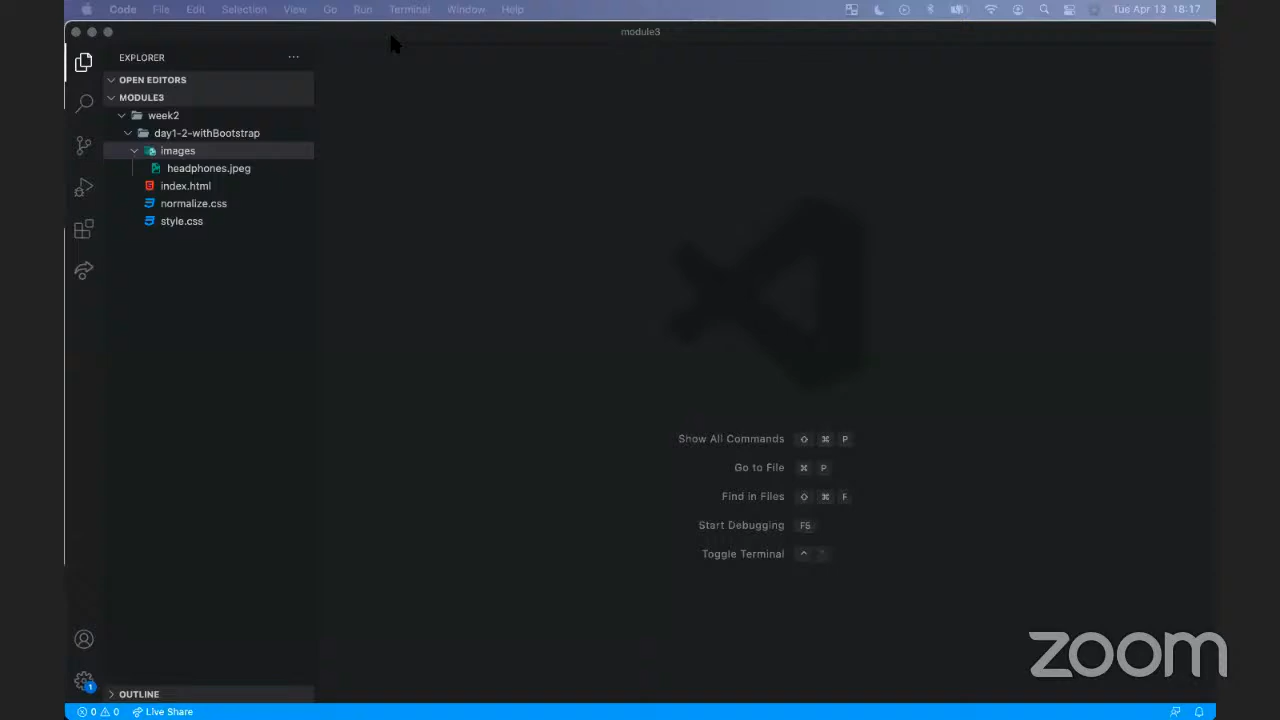 Code File Edit Selection View Go Run Terminal Window Help Tue Apr 13 18:17
module3
EXPLORER ...
OPEN EDITORS
MODULE3
week2
day1-2-withBootstrap
images
headphones.jpeg
index.html
normalize.css
style.css
Show All Commands ⇧ ⌘ P
Go to File ⌘ P
Find in Files ⇧ ⌘ F
Start Debugging F5
Toggle Terminal ^ `
1
OUTLINE
0 0 Live Share
zoom